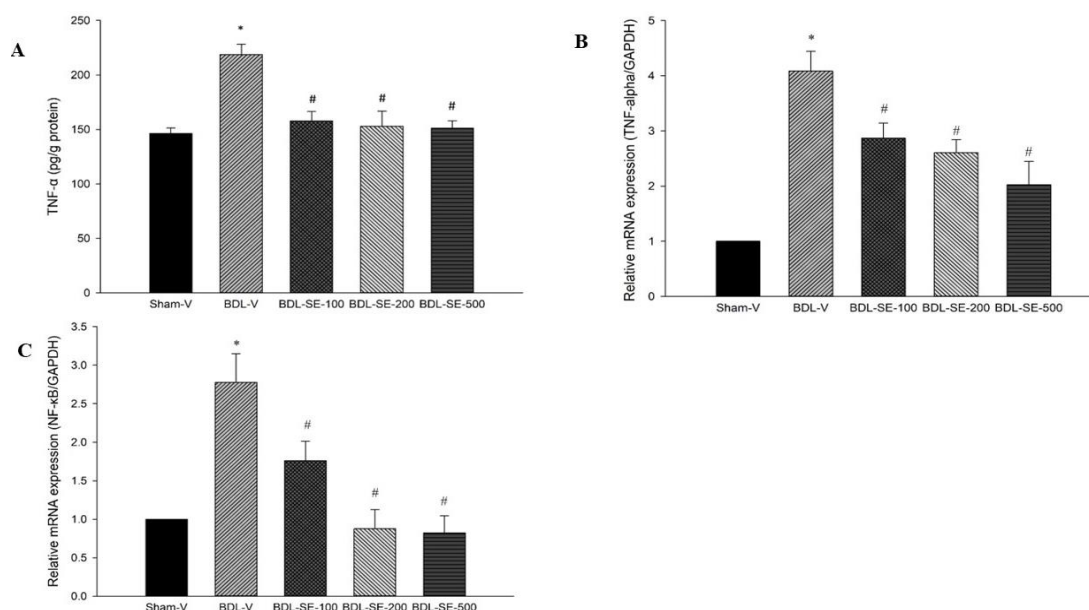 A
TNF-α (pg/g protein)
250
200
150
100
50
0
*
#
#
#
Sham-V
BDL-V
BDL-SE-100
BDL-SE-200
BDL-SE-500
B
Relative mRNA expression (TNF-alpha/GAPDH)
5
4
3
2
1
0
*
#
#
#
Sham-V
BDL-V
BDL-SE-100
BDL-SE-200
BDL-SE-500
C
Relative mRNA expression (NF-κB/GAPDH)
3.5
3.0
2.5
2.0
1.5
1.0
0.5
0.0
*
#
#
#
Sham-V
BDL-V
BDL-SE-100
BDL-SE-200
BDL-SE-500